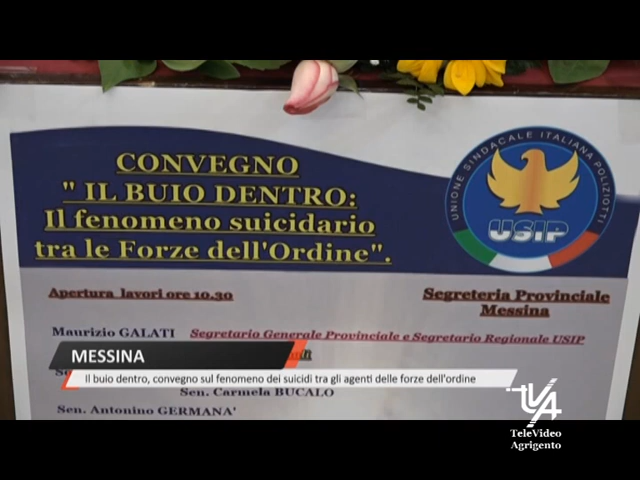 CONVEGNO
" IL BUIO DENTRO:
Il fenomeno suicidario
tra le Forze dell'Ordine".
UNIONE SINDACALE ITALIANA POLIZIOTTI
USIP
Apertura lavori ore 10.30
Segreteria Provinciale
Messina
Maurizio GALATI Segretario Generale Provinciale e Segretario Regionale USIP
MESSINA
Il buio dentro, convegno sul fenomeno dei suicidi tra gli agenti delle forze dell'ordine
Sen. Carmela BUCALO
Sen. Antonino GERMANA'
tvA
TeleVideo
Agrigento